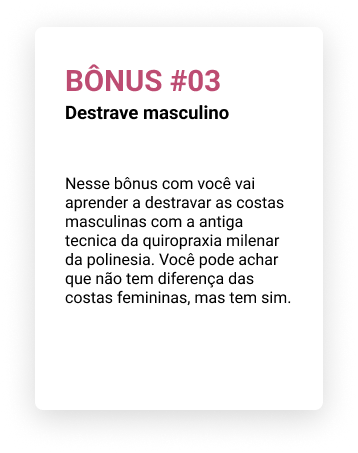 BÔNUS #03
Destrave masculino
Nesse bônus com você vai
aprender a destravar as costas
masculinas com a antiga
tecnica da quiropraxia milenar
da polinesia. Você pode achar
que não tem diferença das
costas femininas, mas tem sim.